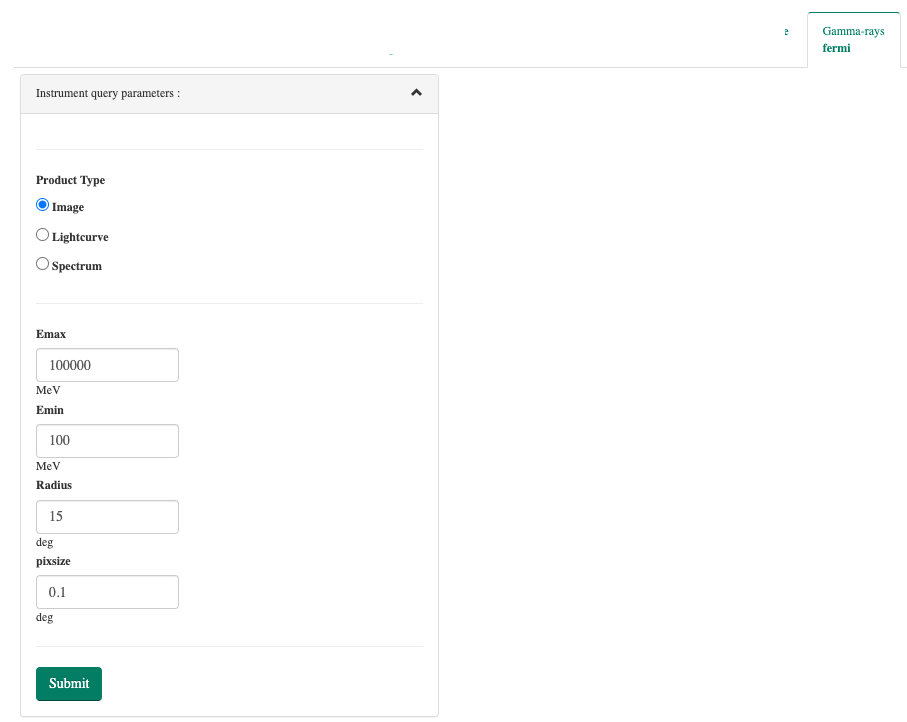 Gamma-rays
fermi
Instrument query parameters :
Product Type
Image
Lightcurve
Spectrum
Emax
100000
MeV
Emin
100
MeV
Radius
15
deg
pixsize
0.1
deg
Submit